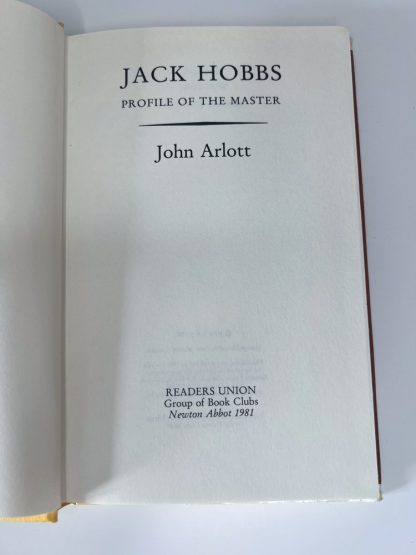 JACK HOBBS
PROFILE OF THE MASTER
John Arlott
READERS UNION
Group of Book Clubs
Newton Abbot 1981